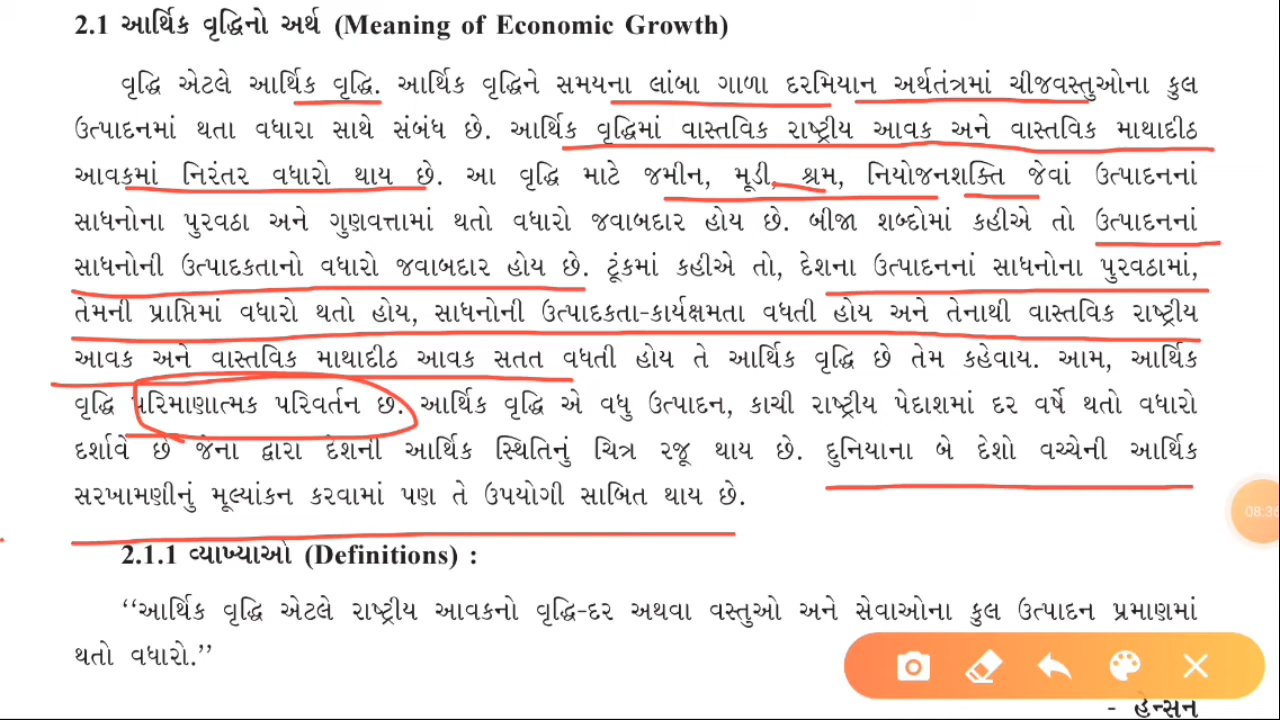 2.1 આર્થિક વૃદ્ધિનો અર્થ (Meaning of Economic Growth)
વૃદ્ધિ એટલે આર્થિક વૃદ્ધિ. આર્થિક વૃદ્ધિને સમયના લાંબા ગાળા દરમિયાન અર્થતંત્રમાં ચીજવસ્તુઓના કુલ
ઉત્પાદનમાં થતા વધારા સાથે સંબંધ છે. આર્થિક વૃદ્ધિમાં વાસ્તવિક રાષ્ટ્રીય આવક અને વાસ્તવિક માથાદીઠ
આવકમાં નિરંતર વધારો થાય છે. આ વૃદ્ધિ માટે જમીન, મૂડી, શ્રમ, નિયોજનશક્તિ જેવાં ઉત્પાદનનાં
સાધનોના પુરવઠા અને ગુણવત્તામાં થતો વધારો જવાબદાર હોય છે. બીજા શબ્દોમાં કહીએ તો ઉત્પાદનનાં
સાધનોની ઉત્પાદકતાનો વધારો જવાબદાર હોય છે. ટૂંકમાં કહીએ તો, દેશના ઉત્પાદનનાં સાધનોના પુરવઠામાં,
તેમની પ્રાપ્તિમાં વધારો થતો હોય, સાધનોની ઉત્પાદકતા-કાર્યક્ષમતા વધતી હોય અને તેનાથી વાસ્તવિક રાષ્ટ્રીય
આવક અને વાસ્તવિક માથાદીઠ આવક સતત વધતી હોય તે આર્થિક વૃદ્ધિ છે તેમ કહેવાય. આમ, આર્થિક
વૃદ્ધિ પરિમાણાત્મક પરિવર્તન છે. આર્થિક વૃદ્ધિ એ વધુ ઉત્પાદન, કાચી રાષ્ટ્રીય પેદાશમાં દર વર્ષે થતો વધારો
દર્શાવે છે જેના દ્વારા દેશની આર્થિક સ્થિતિનું ચિત્ર રજૂ થાય છે. દુનિયાના બે દેશો વચ્ચેની આર્થિક
સરખામણીનું મૂલ્યાંકન કરવામાં પણ તે ઉપયોગી સાબિત થાય છે.
08:36
2.1.1 વ્યાખ્યાઓ (Definitions) :
‘‘આર્થિક વૃદ્ધિ એટલે રાષ્ટ્રીય આવકનો વૃદ્ધિ-દર અથવા વસ્તુઓ અને સેવાઓના કુલ ઉત્પાદન પ્રમાણમાં
થતો વધારો.’’
- હેન્સન